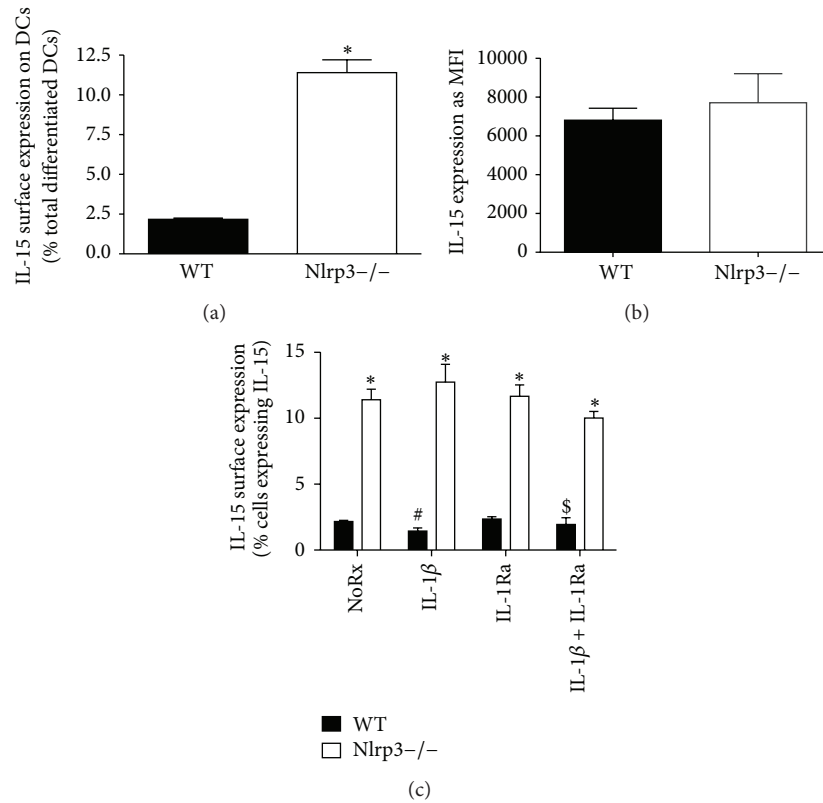 IL-15 surface expression on DCs
(% total differentiated DCs)
12.5
10.0
7.5
5.0
2.5
0.0
*
WT
Nlrp3−/−
(a)
IL-15 expression as MFI
10000
8000
6000
4000
2000
0
WT
Nlrp3−/−
(b)
IL-15 surface expression
(% cells expressing IL-15)
15
10
5
0
*
*
*
*
#
$
NoRx
IL-1β
IL-1Ra
IL-1β + IL-1Ra
WT
Nlrp3−/−
(c)